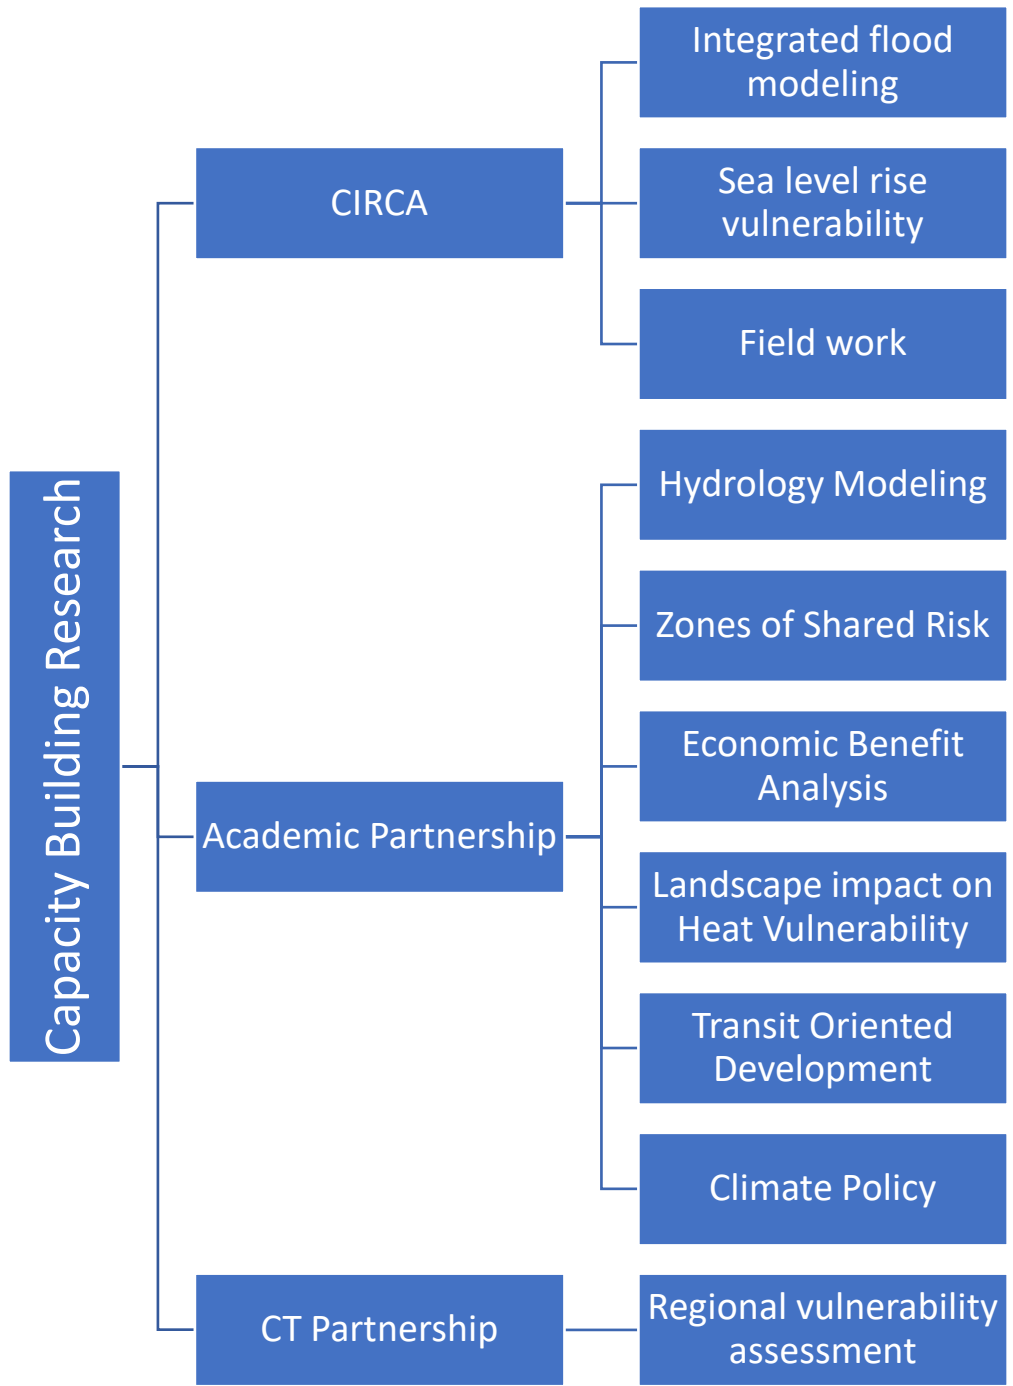 Capacity Building Research
CIRCA
Integrated flood
modeling
Sea level rise
vulnerability
Field work
Academic Partnership
Hydrology Modeling
Zones of Shared Risk
Economic Benefit
Analysis
Landscape impact on
Heat Vulnerability
Transit Oriented
Development
Climate Policy
CT Partnership
Regional vulnerability
assessment